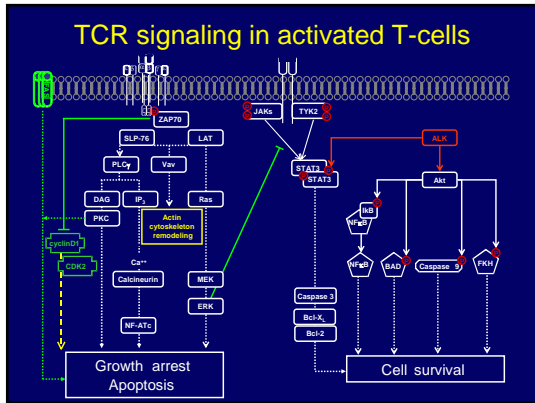 TCR signaling in activated T-cells
ZAP70
JAKs
TYK2
SLP-76
LAT
ALK
PLCγ
Vav
STAT3
STAT3
Akt
DAG
IP3
Ras
IkB
NFκB
PKC
Actin
cytoskeleton
remodeling
cyclinD1
CDK2
Ca++
Calcineurin
MEK
NFκB
BAD
Caspase 9
FKH
ERK
Caspase 3
Bcl-XL
Bcl-2
NF-ATc
Growth arrest
Apoptosis
Cell survival